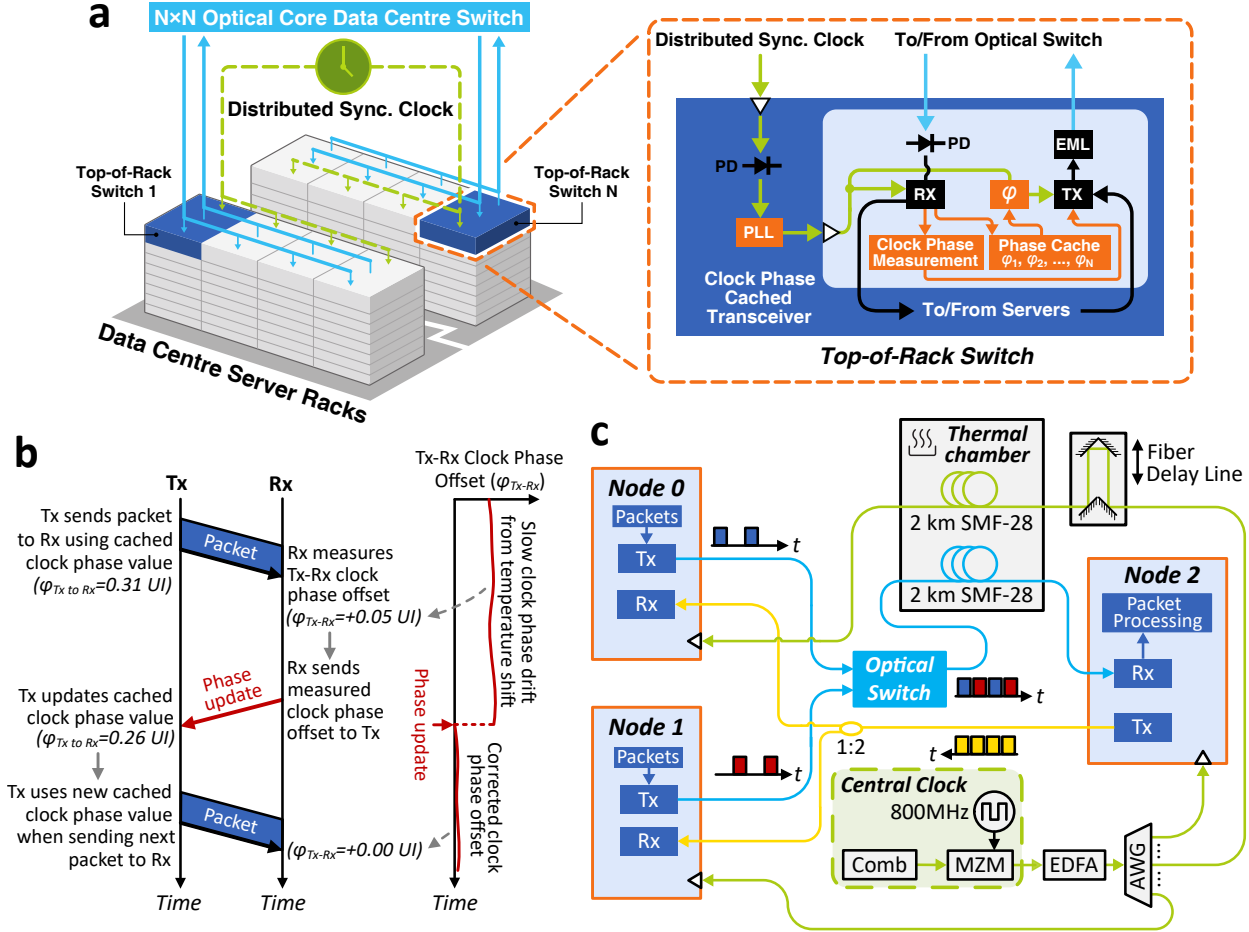 a
N×N Optical Core Data Centre Switch
Distributed Sync. Clock
Top-of-Rack
Switch 1
Top-of-Rack
Switch N
Data Centre Server Racks
Distributed Sync. Clock
To/From Optical Switch
PD
PLL
PD
EML
RX
φ
TX
Clock Phase
Measurement
Phase Cache
φ1, φ2, ..., φN
Clock Phase
Cached
Transceiver
To/From Servers
Top-of-Rack Switch
b
Tx
Rx
Tx-Rx Clock Phase
Offset (φTx-Rx)
Tx sends packet
to Rx using cached
clock phase value
(φTx to Rx=0.31 UI)
Packet
Rx measures
Tx-Rx clock
phase offset
(φTx-Rx=+0.05 UI)
Slow clock phase drift
from temperature
shift
Rx sends
measured
clock phase
offset to Tx
Phase
update
Phase update
Tx updates cached
clock phase value
(φTx to Rx=0.26 UI)
Corrected clock
phase offset
Tx uses new cached
clock phase value
when sending next
packet to Rx
Packet
(φTx-Rx=+0.00 UI)
Time
Time
Time
c
Thermal
chamber
2 km SMF-28
2 km SMF-28
Fiber
Delay Line
Node 0
Packets
Tx
Rx
t
Node 2
Packet
Processing
Rx
Tx
Optical
Switch
t
Node 1
Packets
Tx
Rx
t
1:2
t
Central Clock
800MHz
Comb
MZM
EDFA
AWG
...
...